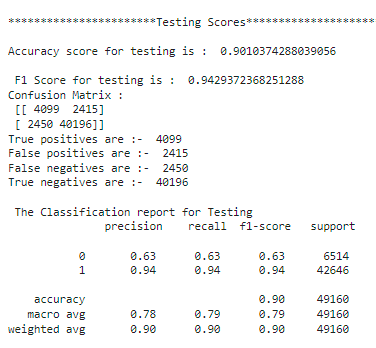 ***********************Testing Scores********************
Accuracy score for testing is :  0.9010374288039056
F1 Score for testing is :  0.9429372368251288
Confusion Matrix :
[[ 4099  2415]
[ 2450 40196]]
True positives are :-  4099
False positives are :-  2415
False negatives are :-  2450
True negatives are :-  40196
The Classification report for Testing
precision    recall  f1-score   support
0       0.63      0.63      0.63      6514
1       0.94      0.94      0.94     42646
accuracy                           0.90     49160
macro avg       0.78      0.79      0.79     49160
weighted avg       0.90      0.90      0.90     49160